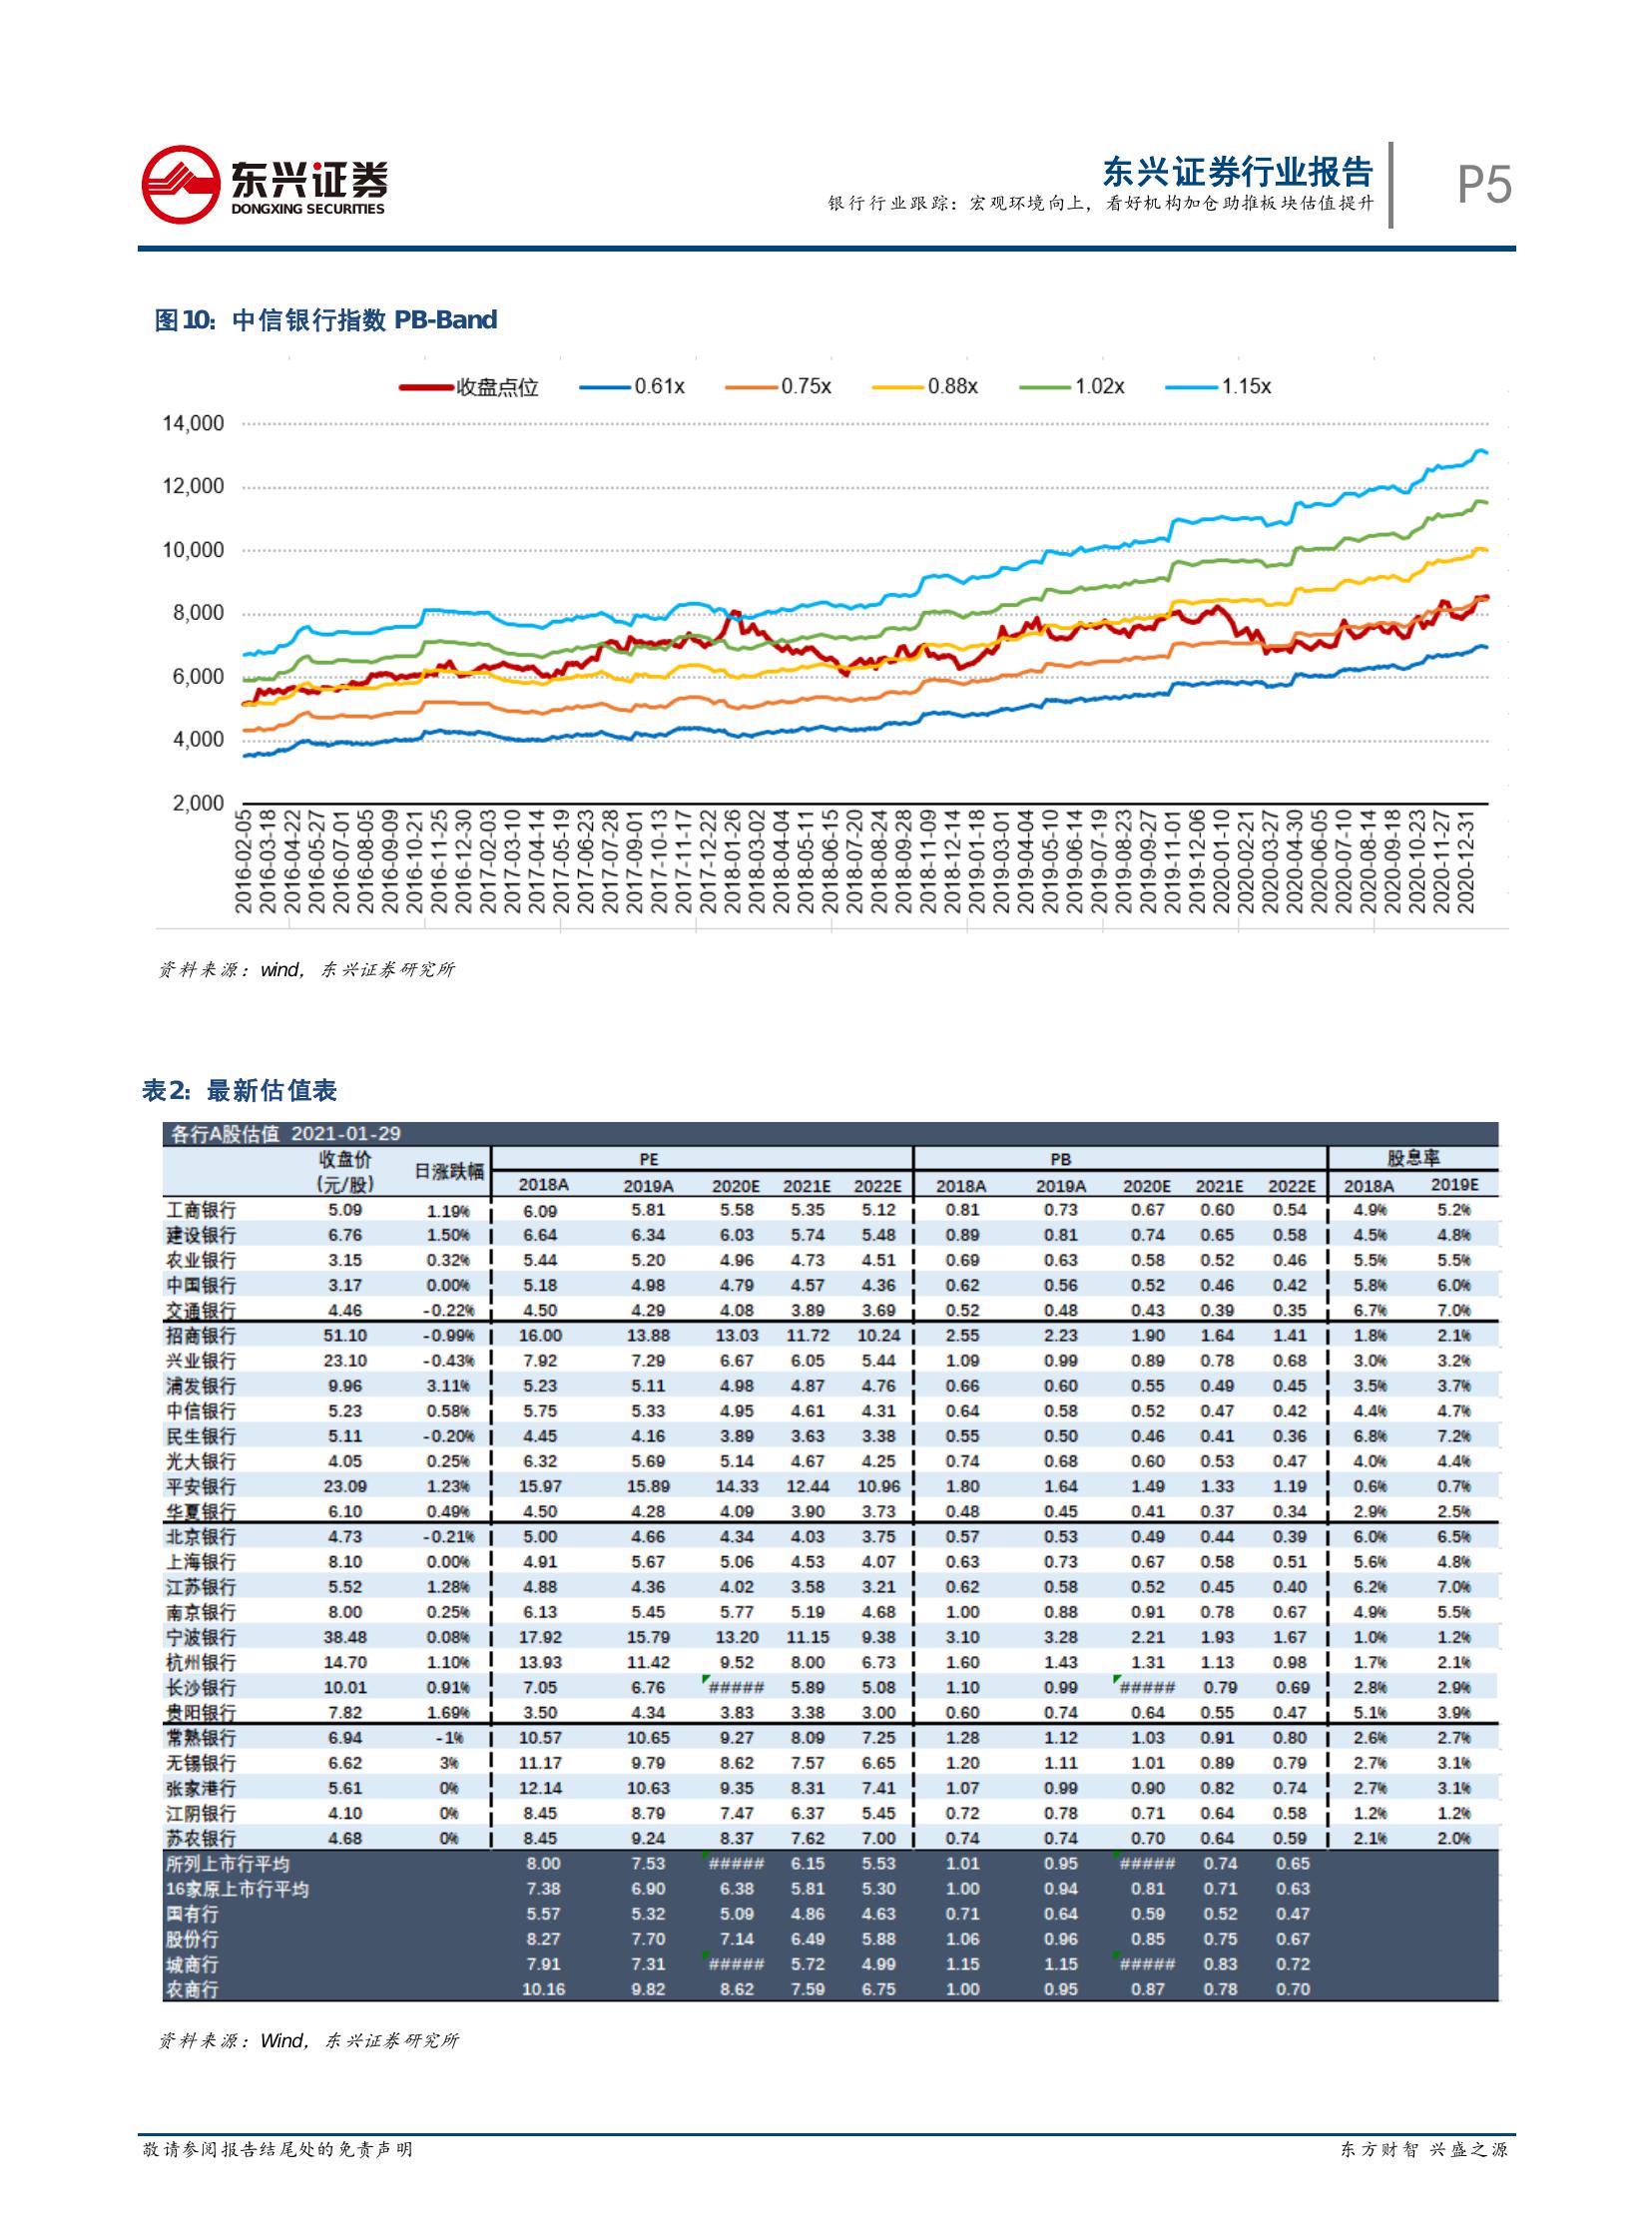 东兴证券
DONGXING SECURITIES
东兴证券行业报告
银行行业跟踪：宏观环境向上，看好机构加仓助推板块估值提升
P5
图10：中信银行指数 PB-Band
收盘点位 0.61x 0.75x 0.88x 1.02x 1.15x
14,000
12,000
10,000
8,000
6,000
4,000
2,000
2016-02-05 2016-03-18 2016-04-22 2016-05-27 2016-07-01 2016-08-05 2016-09-09 2016-10-21 2016-11-25 2016-12-30 2017-02-03 2017-03-10 2017-04-14 2017-05-19 2017-06-23 2017-07-28 2017-09-01 2017-10-13 2017-11-17 2017-12-22 2018-01-26 2018-03-02 2018-04-04 2018-05-11 2018-06-15 2018-07-20 2018-08-24 2018-09-28 2018-11-09 2018-12-14 2019-01-18 2019-03-01 2019-04-04 2019-05-10 2019-06-14 2019-07-19 2019-08-23 2019-09-27 2019-11-01 2019-12-06 2020-01-10 2020-02-21 2020-03-27 2020-04-30 2020-06-05 2020-07-10 2020-08-14 2020-09-18 2020-10-23 2020-11-27 2020-12-31
资料来源：wind，东兴证券研究所
表2：最新估值表
各行A股估值 2021-01-29
收盘价 (元/股) 日涨跌幅 PE PB 股息率
2018A 2019A 2020E 2021E 2022E 2018A 2019A 2020E 2021E 2022E 2018A 2019E
工商银行 5.09 1.19% 6.09 5.81 5.58 5.35 5.12 0.81 0.73 0.67 0.60 0.54 4.9% 5.2%
建设银行 6.76 1.50% 6.64 6.34 6.03 5.74 5.48 0.89 0.81 0.74 0.65 0.58 4.5% 4.8%
农业银行 3.15 0.32% 5.44 5.20 4.96 4.73 4.51 0.69 0.63 0.58 0.52 0.46 5.5% 5.5%
中国银行 3.17 0.00% 5.18 4.98 4.79 4.57 4.36 0.62 0.56 0.52 0.46 0.42 5.8% 6.0%
交通银行 4.46 -0.22% 4.50 4.29 4.08 3.89 3.69 0.52 0.48 0.43 0.39 0.35 6.7% 7.0%
招商银行 51.10 -0.99% 16.00 13.88 13.03 11.72 10.24 2.55 2.23 1.90 1.64 1.41 1.8% 2.1%
兴业银行 23.10 -0.43% 7.92 7.29 6.67 6.05 5.44 1.09 0.99 0.89 0.78 0.68 3.0% 3.2%
浦发银行 9.96 3.11% 5.23 5.11 4.98 4.87 4.76 0.66 0.60 0.55 0.49 0.45 3.5% 3.7%
中信银行 5.23 0.58% 5.75 5.33 4.95 4.61 4.31 0.64 0.58 0.52 0.47 0.42 4.4% 4.7%
民生银行 5.11 -0.20% 4.45 4.16 3.89 3.63 3.38 0.55 0.50 0.46 0.41 0.36 6.8% 7.2%
光大银行 4.05 0.25% 6.32 5.69 5.14 4.67 4.25 0.74 0.68 0.60 0.53 0.47 4.0% 4.4%
平安银行 23.09 1.23% 15.97 15.89 14.33 12.44 10.96 1.80 1.64 1.49 1.33 1.19 0.6% 0.7%
华夏银行 6.10 0.49% 4.50 4.28 4.09 3.90 3.73 0.48 0.45 0.41 0.37 0.34 2.9% 2.5%
北京银行 4.73 -0.21% 5.00 4.66 4.34 4.03 3.75 0.57 0.53 0.49 0.44 0.39 6.0% 6.5%
上海银行 8.10 0.00% 4.91 5.67 5.06 4.53 4.07 0.63 0.73 0.67 0.58 0.51 5.6% 4.8%
江苏银行 5.52 1.28% 4.88 4.36 4.02 3.58 3.21 0.62 0.58 0.52 0.45 0.40 6.2% 7.0%
南京银行 8.00 0.25% 6.13 5.45 5.77 5.19 4.68 1.00 0.88 0.91 0.78 0.67 4.9% 5.5%
宁波银行 38.48 0.08% 17.92 15.79 13.20 11.15 9.38 3.10 3.28 2.21 1.93 1.67 1.0% 1.2%
杭州银行 14.70 1.10% 13.93 11.42 9.52 8.00 6.73 1.60 1.43 1.31 1.13 0.98 1.7% 2.1%
长沙银行 10.01 0.91% 7.05 6.76 ##### 5.89 5.08 1.10 0.99 ##### 0.79 0.69 2.8% 2.9%
贵阳银行 7.82 1.69% 3.50 4.34 3.83 3.38 3.00 0.60 0.74 0.64 0.55 0.47 5.1% 3.9%
常熟银行 6.94 -1% 10.57 10.65 9.27 8.09 7.25 1.28 1.12 1.03 0.91 0.80 2.6% 2.7%
无锡银行 6.62 3% 11.17 9.79 8.62 7.57 6.65 1.20 1.11 1.01 0.89 0.79 2.7% 3.1%
张家港行 5.61 0% 12.14 10.63 9.35 8.31 7.41 1.07 0.99 0.90 0.82 0.74 2.7% 3.1%
江阴银行 4.10 0% 8.45 8.79 7.47 6.37 5.45 0.72 0.78 0.71 0.64 0.58 1.2% 1.2%
苏农银行 4.68 0% 8.45 9.24 8.37 7.62 7.00 0.74 0.74 0.70 0.64 0.59 2.1% 2.0%
所列上市行平均 8.00 7.53 ##### 6.15 5.53 1.01 0.95 ##### 0.74 0.65
16家原上市行平均 7.38 6.90 6.38 5.81 5.30 1.00 0.94 0.81 0.71 0.63
国有行 5.57 5.32 5.09 4.86 4.63 0.71 0.64 0.59 0.52 0.47
股份行 8.27 7.70 7.14 6.49 5.88 1.06 0.96 0.85 0.75 0.67
城商行 7.91 7.31 ##### 5.72 4.99 1.15 1.15 ##### 0.83 0.72
农商行 10.16 9.82 8.62 7.59 6.75 1.00 0.95 0.87 0.78 0.70
资料来源：Wind，东兴证券研究所
敬请参阅报告结尾处的免责声明
东方财智 兴盛之源